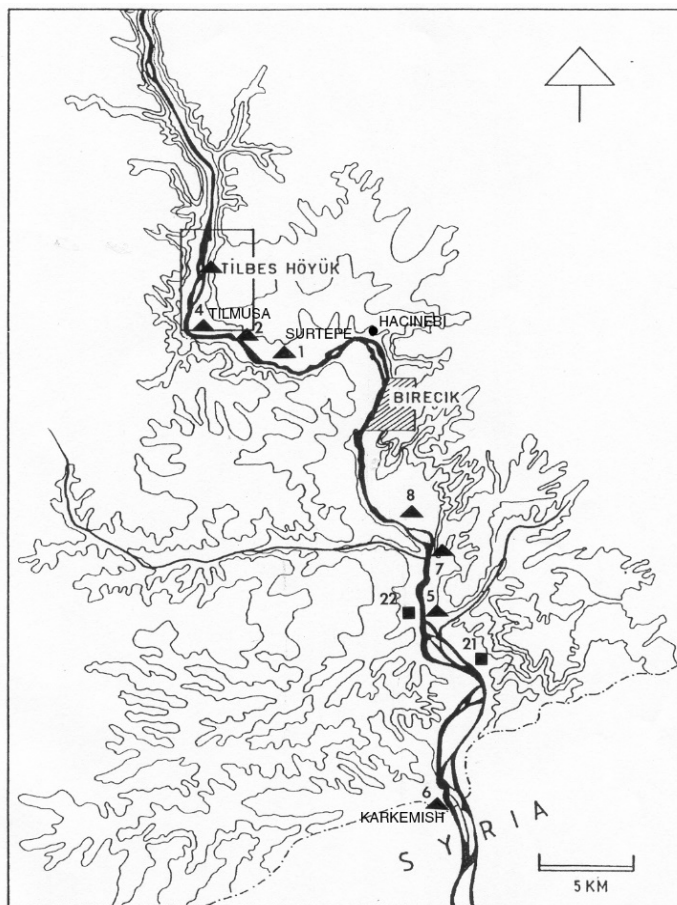 TİLBES HÖYÜK
4
TILMUSA
2
SURTEPE
1
HACINEBI
BIRECIK
8
7
5
22
21
6
KARKEMISH
SYRIA
5 KM